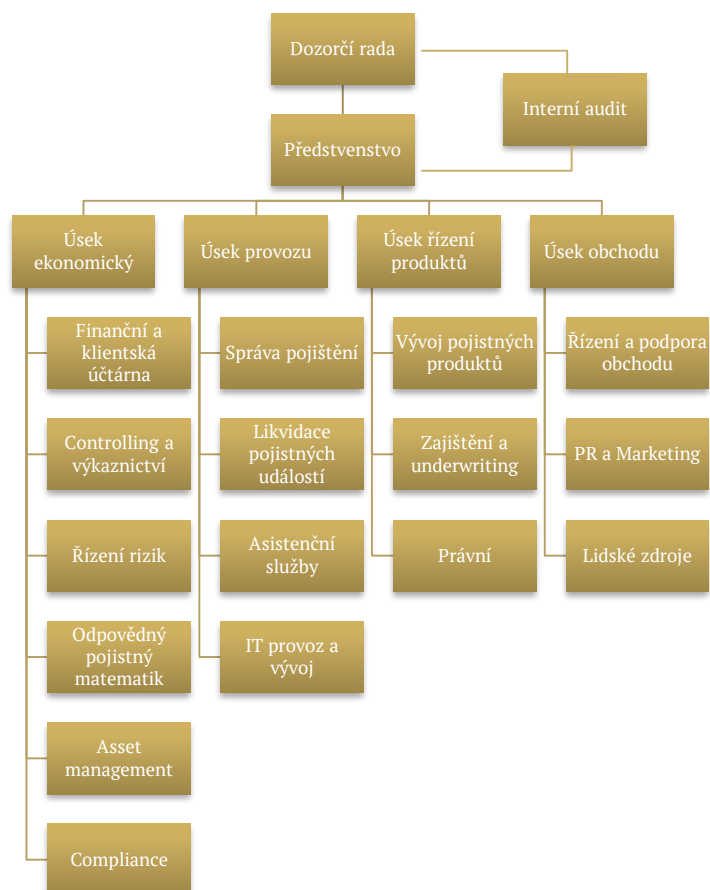 Dozorčí rada
Interní audit
Předstvenstvo
Úsek
ekonomický
Úsek provozu
Úsek řízení
produktů
Úsek obchodu
Finanční a
klientská
účtárna
Správa pojištění
Vývoj pojistných
produktů
Řízení a podpora
obchodu
Controlling a
výkaznictví
Likvidace
pojistných
událostí
Zajištění a
underwriting
PR a Marketing
Řízení rizik
Asistenční
služby
Právní
Lidské zdroje
Odpovědný
pojistný
matematik
IT provoz a
vývoj
Asset
management
Compliance